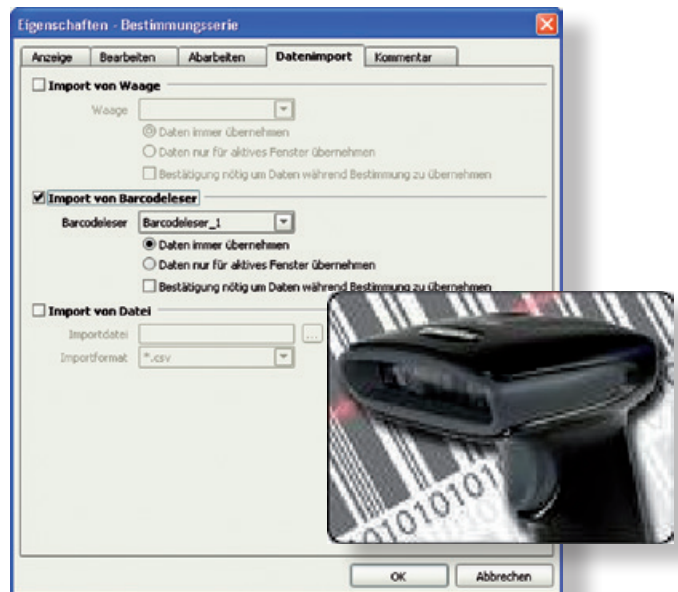 Eigenschaften - Bestimmungsserie
Anzeige Bearbeiten Abarbeiten Datenimport Kommentar
Import von Waage
Waage
Daten immer übernehmen
Daten nur für aktives Fenster übernehmen
Bestätigung nötig um Daten während Bestimmung zu übernehmen
Import von Barcodeleser
Barcodeleser Barcodeleser_1
Daten immer übernehmen
Daten nur für aktives Fenster übernehmen
Bestätigung nötig um Daten während Bestimmung zu übernehmen
Import von Datei
Importdatei ...
Importformat *.csv
01010101
01010101
OK Abbrechen